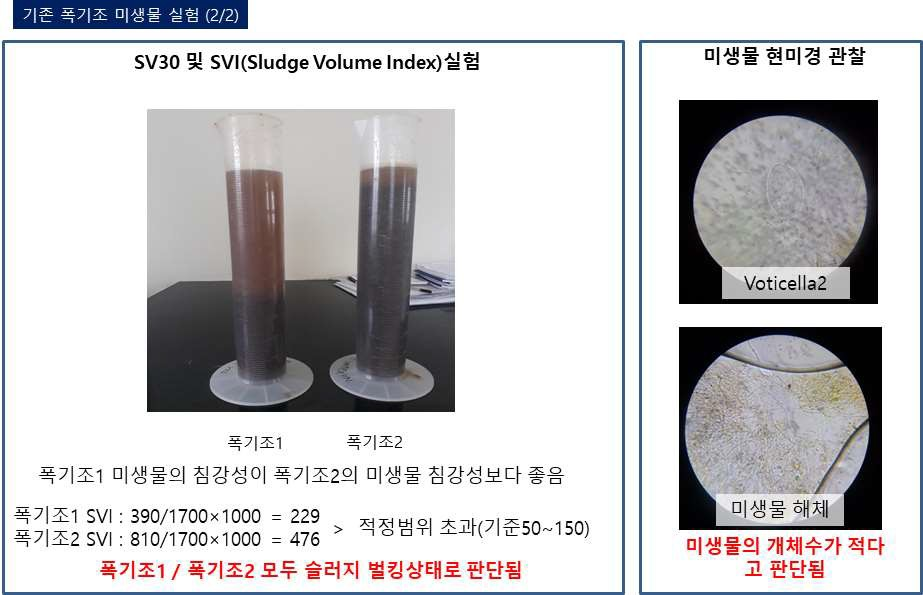 기존 폭기조 미생물 실험 (2/2)
SV30 및 SVI(Sludge Volume Index)실험
폭기조1
폭기조2
폭기조1 미생물의 침강성이 폭기조2의 미생물 침강성보다 좋음
폭기조1 SVI : 390/1700×1000 = 229
폭기조2 SVI : 810/1700×1000 = 476
> 적정범위 초과(기준50~150)
폭기조1 / 폭기조2 모두 슬러지 벌킹상태로 판단됨
미생물 현미경 관찰
Voticella2
미생물 해체
미생물의 개체수가 적다
고 판단됨